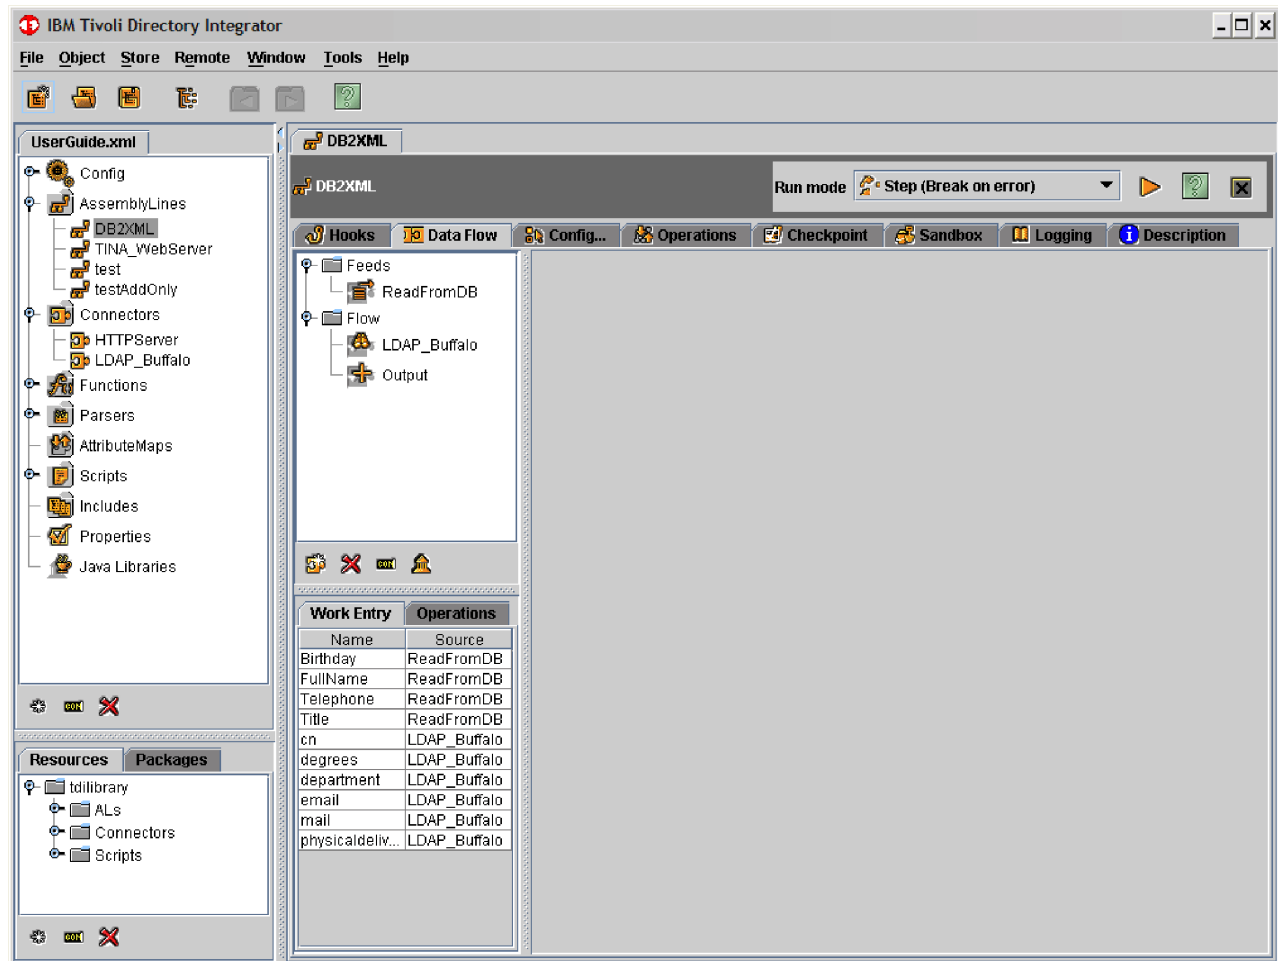 IBM Tivoli Directory Integrator
File Object Store Remote Window Tools Help
UserGuide.xml
Config
AssemblyLines
DB2XML
TINA_WebServer
test
testAddOnly
Connectors
HTTPServer
LDAP_Buffalo
Functions
Parsers
AttributeMaps
Scripts
Includes
Properties
Java Libraries
CON
Resources Packages
tdilibrary
ALs
Connectors
Scripts
CON
DB2XML
DB2XML
Run mode Step (Break on error)
Hooks Data Flow Config... Operations Checkpoint Sandbox Logging Description
Feeds
ReadFromDB
Flow
LDAP_Buffalo
Output
CON
Work Entry Operations
Name Source
Birthday ReadFromDB
FullName ReadFromDB
Telephone ReadFromDB
Title ReadFromDB
cn LDAP_Buffalo
degrees LDAP_Buffalo
department LDAP_Buffalo
email LDAP_Buffalo
mail LDAP_Buffalo
physicaldeliv... LDAP_Buffalo